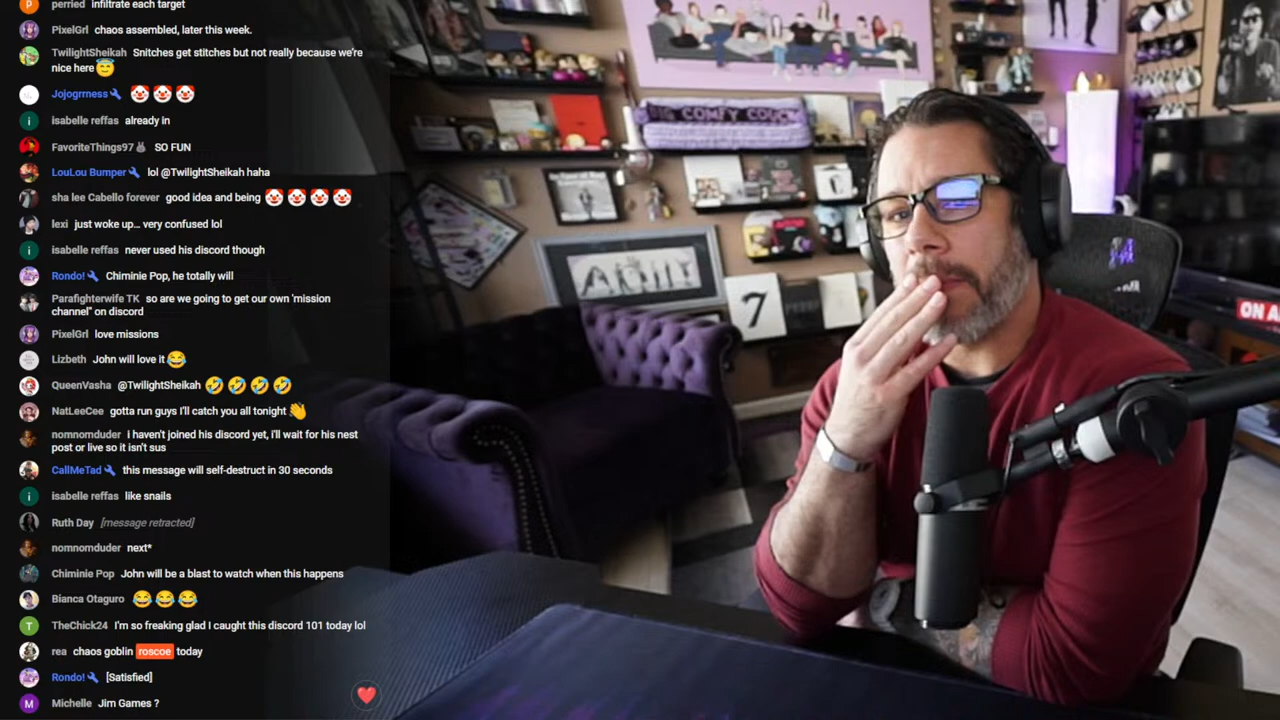 perried infiltrate each target
PixelGrl chaos assembled, later this week.
TwilightSheikah Snitches get stitches but not really because we're
nice here 😇
Jojogrrness 🤡 🤡 🤡
isabelle reffas already in
FavoriteThings97 SO FUN
LouLou Bumper lol @TwilightSheikah haha
sha lee Cabello forever good idea and being 🤡 🤡 🤡 🤡
lexi just woke up... very confused lol
isabelle reffas never used his discord though
Rondo! Chiminie Pop, he totally will
Parafighterwife TK so are we going to get our own 'mission
channel" on discord
PixelGrl love missions
Lizbeth John will love it 😂
QueenVasha @TwilightSheikah 🤣 🤣 🤣 🤣
NatLeeCee gotta run guys I'll catch you all tonight 👋
nomnomduder i haven't joined his discord yet, i'll wait for his nest
post or live so it isn't sus
CallMeTad this message will self-destruct in 30 seconds
isabelle reffas like snails
Ruth Day [message retracted]
nomnomduder next*
Chiminie Pop John will be a blast to watch when this happens
Bianca Otaguro 😂 😂 😂
T TheChick24 I'm so freaking glad I caught this discord 101 today lol
rea chaos goblin roscoe today
Rondo! [Satisfied]
M Michelle Jim Games ?
BIG COMFY COUCH
ARMY
7
ON A